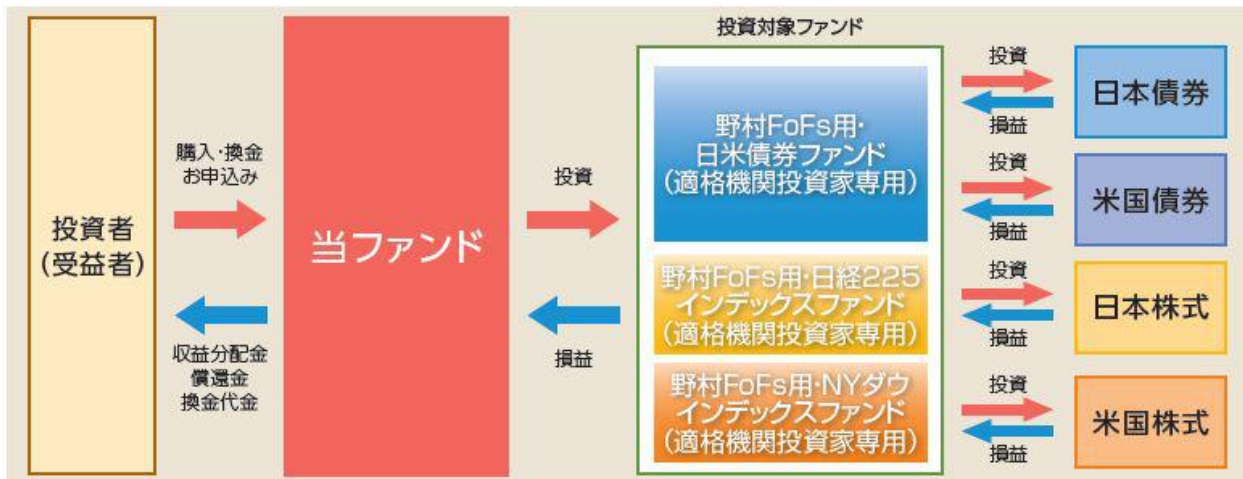 投資者
(受益者)
購入・換金
お申込み
収益分配金
償還金
換金代金
当ファンド
投資
損益
投資対象ファンド
野村FoFs用・
日米債券ファンド
(適格機関投資家専用)
野村FoFs用・日経225
インデックスファンド
(適格機関投資家専用)
野村FoFs用・NYダウ
インデックスファンド
(適格機関投資家専用)
投資
損益
日本債券
投資
損益
米国債券
投資
損益
日本株式
投資
損益
米国株式